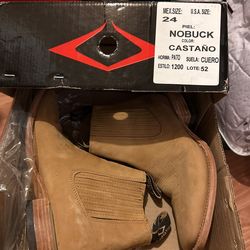 MEX.SIZE: U.S.A. SIZE:
24
PIEL:
NOBUCK
COLOR:
CASTAÑO
HORMA: PATO SUELA: CUERO
ESTILO: 1200 LOTE: 52